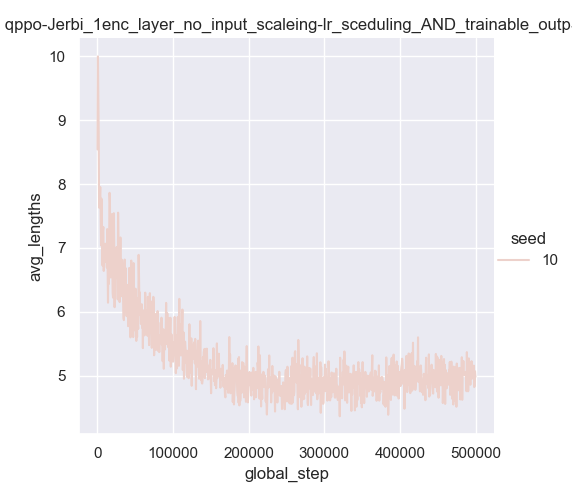 qppo-Jerbi_1enc_layer_no_input_scaleing-lr_sceduling_AND_trainable_outp
10
9
8
7
6
5
avg_lengths
seed
10
0 100000 200000 300000 400000 500000
global_step